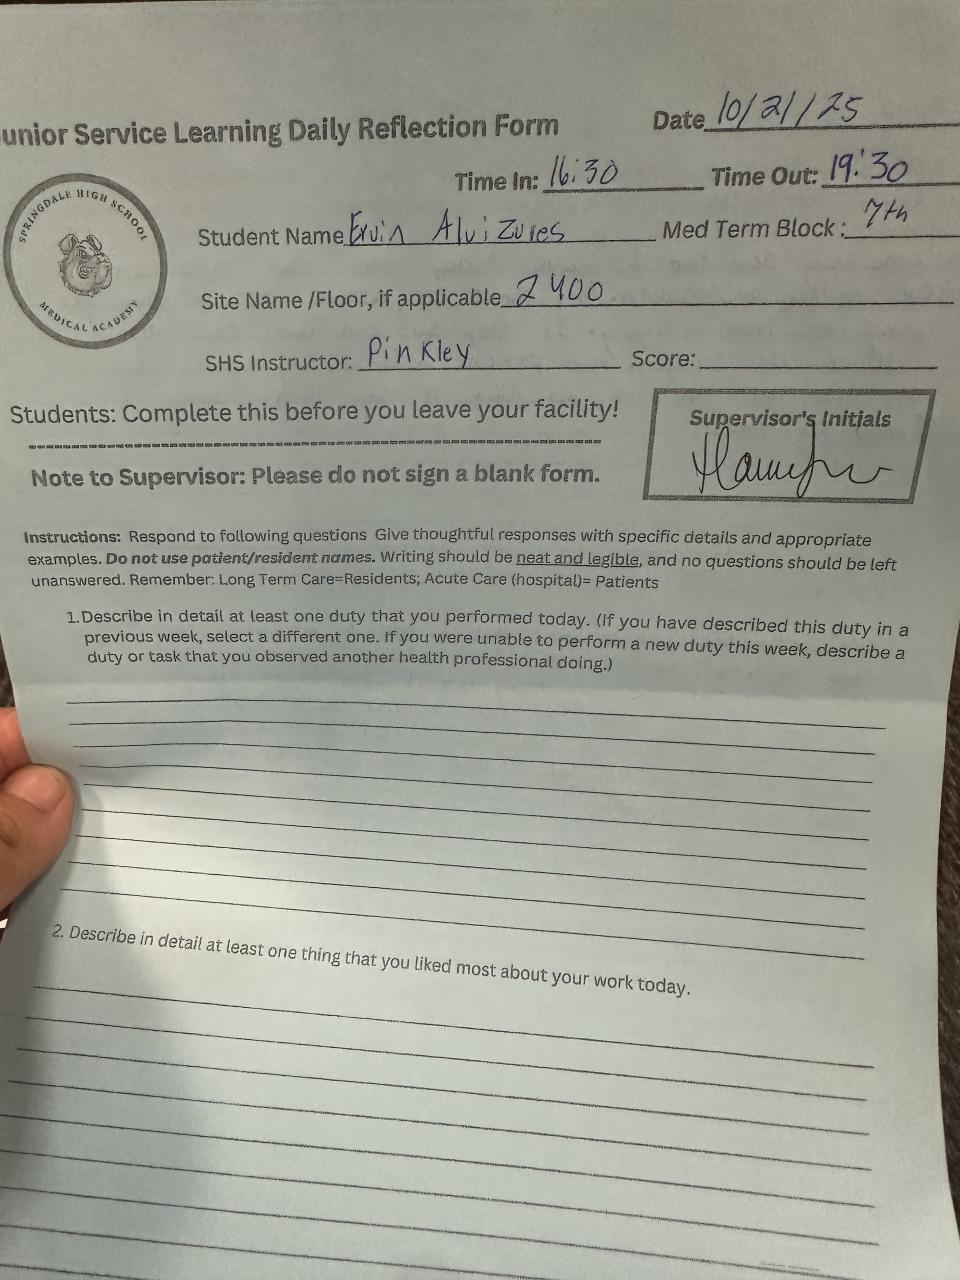 unior Service Learning Daily Reflection Form
Date 10/21/25
Time In: 16:30
Time Out: 19:30
SPRINGDALE HIGH SCHOOL
MEDICAL ACADEMY
Student Name Ervin Alvizures
Med Term Block: 7th
Site Name /Floor, if applicable 2400
SHS Instructor: Pinkley
Score:
Students: Complete this before you leave your facility!
Supervisor's Initials
Note to Supervisor: Please do not sign a blank form.
Instructions: Respond to following questions Give thoughtful responses with specific details and appropriate
examples. Do not use patient/resident names. Writing should be neat and legible, and no questions should be left
unanswered. Remember: Long Term Care=Residents; Acute Care (hospital)= Patients
1.Describe in detail at least one duty that you performed today. (If you have described this duty in a
previous week, select a different one. If you were unable to perform a new duty this week, describe a
duty or task that you observed another health professional doing.)
2. Describe in detail at least one thing that you liked most about your work today.